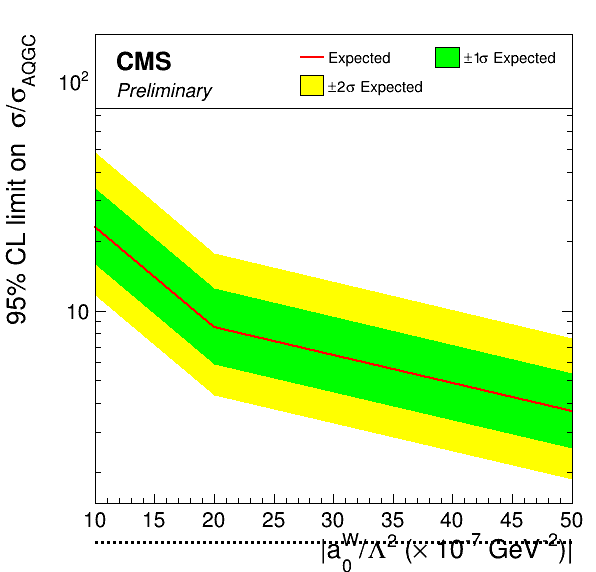 95% CL limit on σ/σ_AQGC
CMS
Preliminary
Expected
±1σ Expected
±2σ Expected
10²
10
10 15 20 25 30 35 40 45 50
|a₀ᵂ/Λ² (× 10⁻⁷ GeV⁻²)|